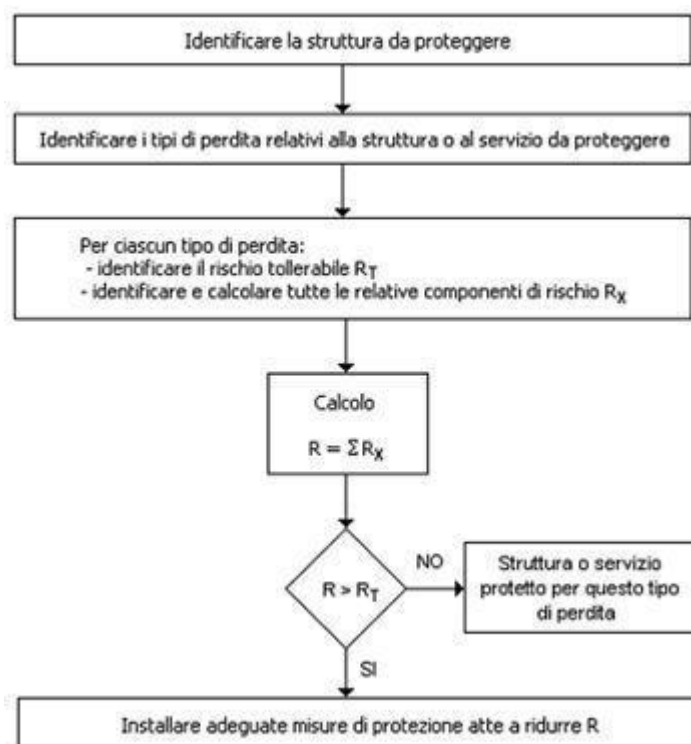 Identificare la struttura da proteggere
Identificare i tipi di perdita relativi alla struttura o al servizio da proteggere
Per ciascun tipo di perdita:
- identificare il rischio tollerabile RT
- identificare e calcolare tutte le relative componenti di rischio RX
Calcolo
R = ΣRX
R > RT
NO
Struttura o servizio
protetto per questo tipo
di perdita
SI
Installare adeguate misure di protezione atte a ridurre R